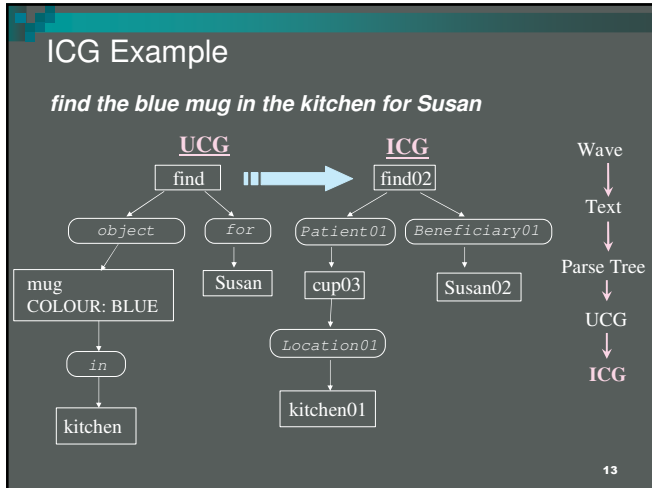 ICG Example
find the blue mug in the kitchen for Susan
UCG
find
object
for
mug
COLOUR: BLUE
Susan
in
kitchen
ICG
find02
Patient01
Beneficiary01
cup03
Susan02
Location01
kitchen01
Wave
Text
Parse Tree
UCG
ICG
13